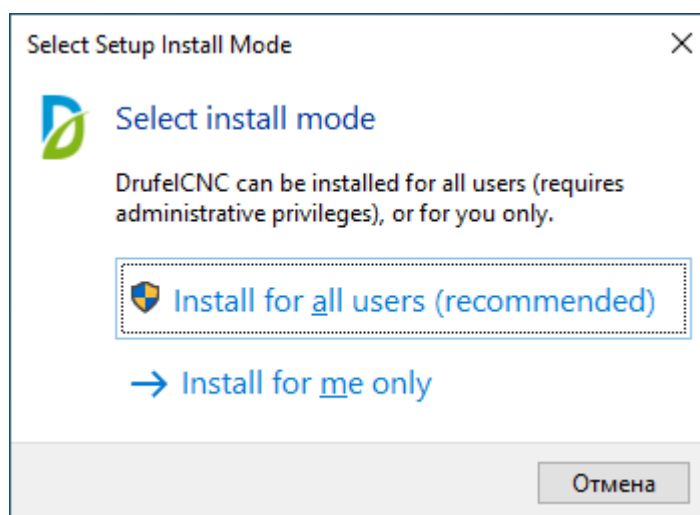 Select Setup Install Mode
Select install mode
DrufelCNC can be installed for all users (requires
administrative privileges), or for you only.
Install for all users (recommended)
Install for me only
Отмена